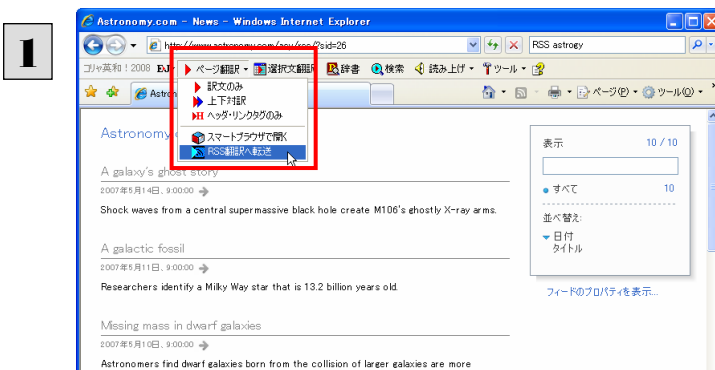 1
Astronomy.com - News - Windows Internet Explorer
RSS astrogy
コリャ英和!2008 EJ ページ翻訳 選択文翻訳 辞書 検索 読み上げ ツール
訳文のみ
上下対訳
ヘッダ・リンクタグのみ
スマートブラウザで開く
RSS翻訳へ転送
ページ(P) ツール(O)
Astronomy
A galaxy's ghost story
2007年5月14日、9:00:00
Shock waves from a central supermassive black hole create M106's ghostly X-ray arms.
A galactic fossil
2007年5月11日、9:00:00
Researchers identify a Milky Way star that is 13.2 billion years old.
Missing mass in dwarf galaxies
2007年5月10日、9:00:00
Astronomers find dwarf galaxies born from the collision of larger galaxies are more
表示 10 / 10
すべて 10
並べ替え:
日付
タイトル
フィードのプロパティを表示...